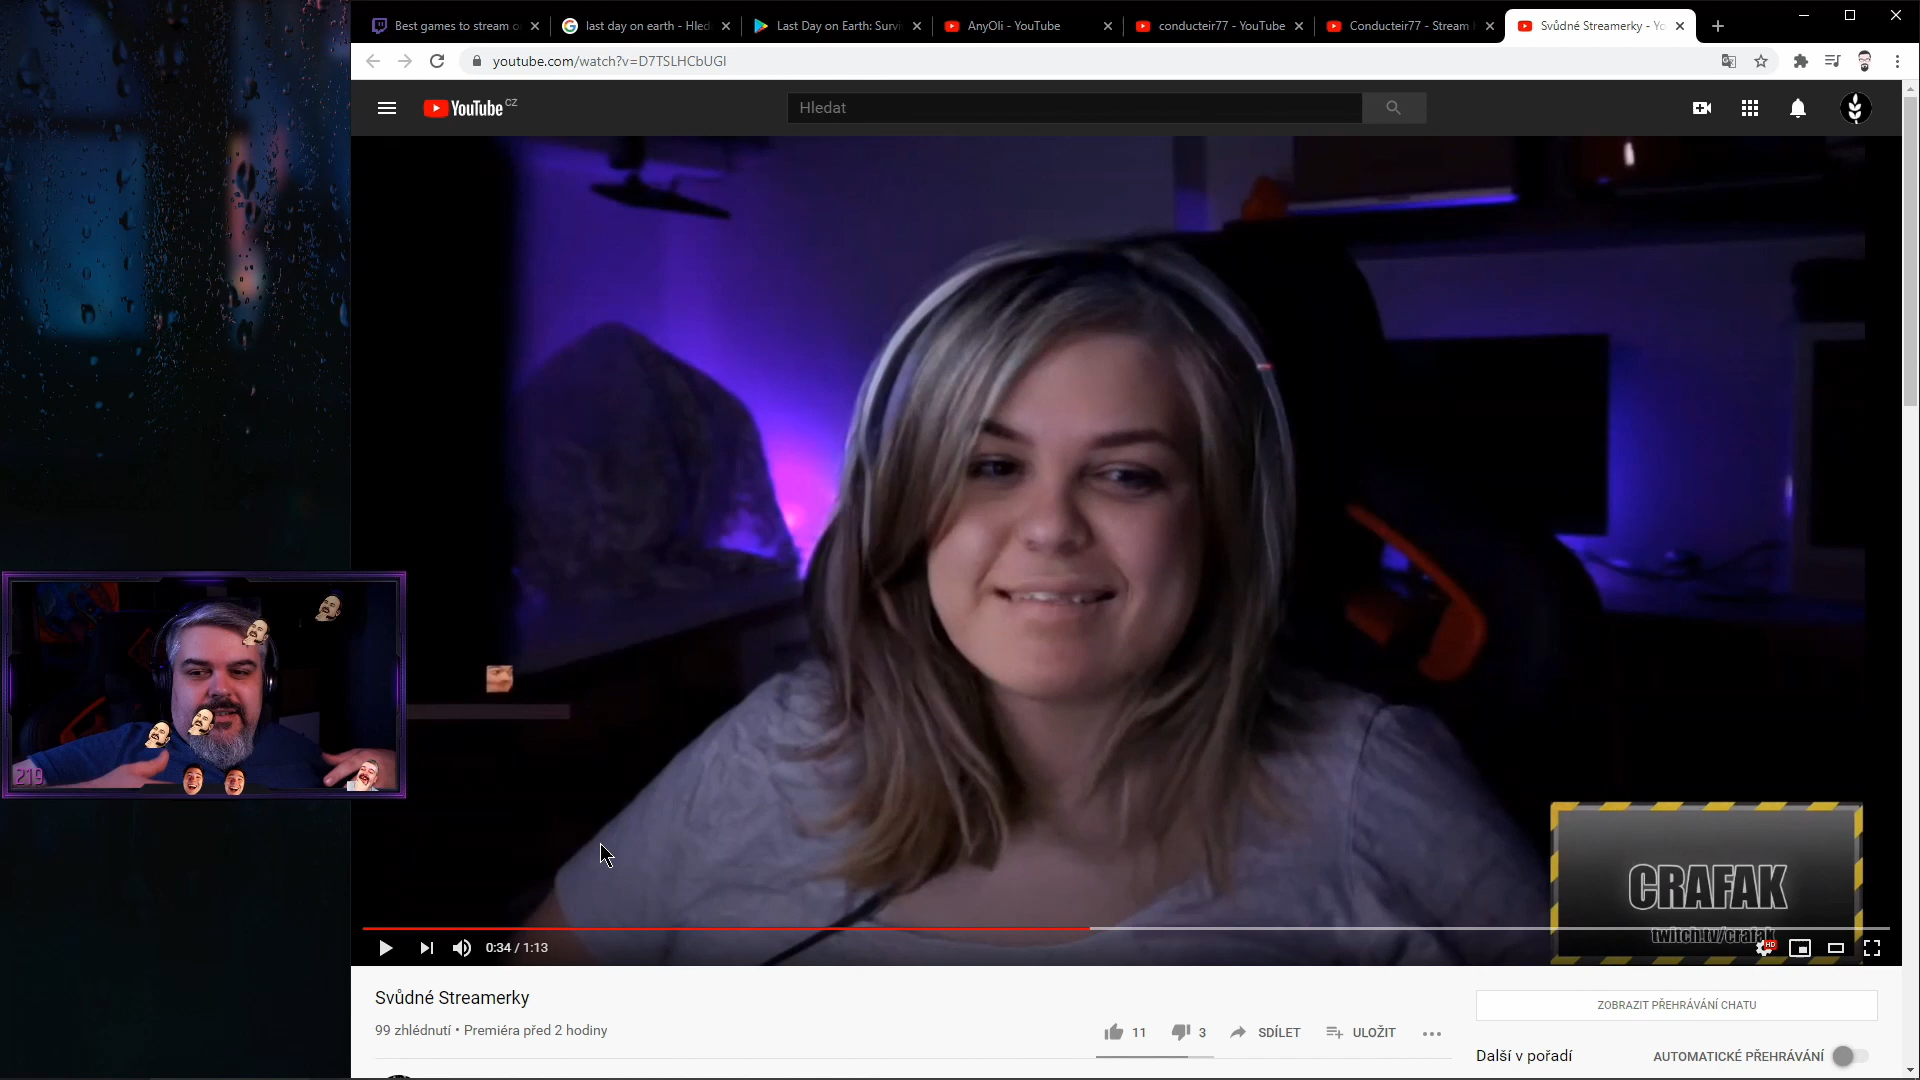 Best games to stream o
last day on earth - Hled
Last Day on Earth: Survi
AnyOli - YouTube
conducteir77 - YouTube
Conducteir77 - Stream
Svůdné Streamerky - Yo
youtube.com/watch?v=D7TSLHCbUGI
YouTube CZ
Hledat
219
CRAFAK
twitch.tv/crafak
0:34 / 1:13
HD
Svůdné Streamerky
99 zhlédnutí • Premiéra před 2 hodiny
11
3
SDÍLET
ULOŽIT
ZOBRAZIT PŘEHRÁVÁNÍ CHATU
Další v pořadí
AUTOMATICKÉ PŘEHRÁVÁNÍ